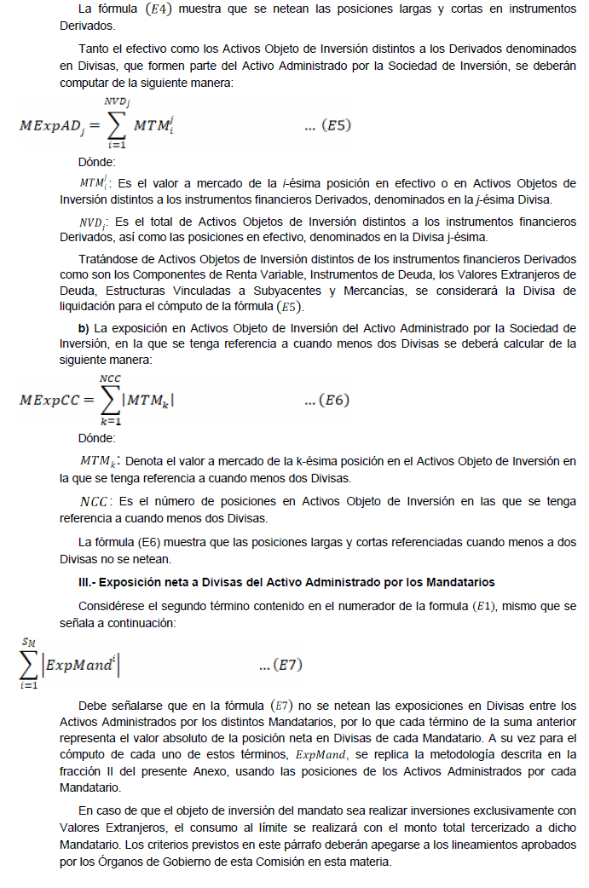 La fórmula (E4) muestra que se netean las posiciones largas y cortas en instrumentos
Derivados.
Tanto el efectivo como los Activos Objeto de Inversión distintos a los Derivados denominados
en Divisas, que formen parte del Activo Administrado por la Sociedad de Inversión, se deberán
computar de la siguiente manera:
MExpAD_j = \sum_{i=1}^{NVD_j} MTM_i^j ... (E5)
Dónde:
MTM_i^j: Es el valor a mercado de la i-ésima posición en efectivo o en Activos Objetos de
Inversión distintos a los instrumentos financieros Derivados, denominados en la j-ésima Divisa.
NVD_j: Es el total de Activos Objetos de Inversión distintos a los instrumentos financieros
Derivados, así como las posiciones en efectivo, denominados en la Divisa j-ésima.
Tratándose de Activos Objetos de Inversión distintos de los instrumentos financieros Derivados
como son los Componentes de Renta Variable, Instrumentos de Deuda, los Valores Extranjeros de
Deuda, Estructuras Vinculadas a Subyacentes y Mercancías, se considerará la Divisa de
liquidación para el cómputo de la fórmula (E5).
b) La exposición en Activos Objeto de Inversión del Activo Administrado por la Sociedad de
Inversión, en la que se tenga referencia a cuando menos dos Divisas se deberá calcular de la
siguiente manera:
MExpCC = \sum_{k=1}^{NCC} |MTM_k| ... (E6)
Dónde:
MTM_k: Denota el valor a mercado de la k-ésima posición en el Activo Objeto de Inversión en
la que se tenga referencia a cuando menos dos Divisas.
NCC: Es el número de posiciones en Activos Objeto de Inversión en las que se tenga
referencia a cuando menos dos Divisas.
La fórmula (E6) muestra que las posiciones largas y cortas referenciadas cuando menos a dos
Divisas no se netean.
III.- Exposición neta a Divisas del Activo Administrado por los Mandatarios
Considérese el segundo término contenido en el numerador de la formula (E1), mismo que se
señala a continuación:
\sum_{i=1}^{S_M} |ExpMand^i| ... (E7)
Debe señalarse que en la fórmula (E7) no se netean las exposiciones en Divisas entre los
Activos Administrados por los distintos Mandatarios, por lo que cada término de la suma anterior
representa el valor absoluto de la posición neta en Divisas de cada Mandatario. A su vez para el
cómputo de cada uno de estos términos, ExpMand, se replica la metodología descrita en la
fracción II del presente Anexo, usando las posiciones de los Activos Administrados por cada
Mandatario.
En caso de que el objeto de inversión del mandato sea realizar inversiones exclusivamente con
Valores Extranjeros, el consumo al límite se realizará con el monto total tercerizado a dicho
Mandatario. Los criterios previstos en este párrafo deberán apegarse a los lineamientos aprobados
por los Órganos de Gobierno de esta Comisión en esta materia.